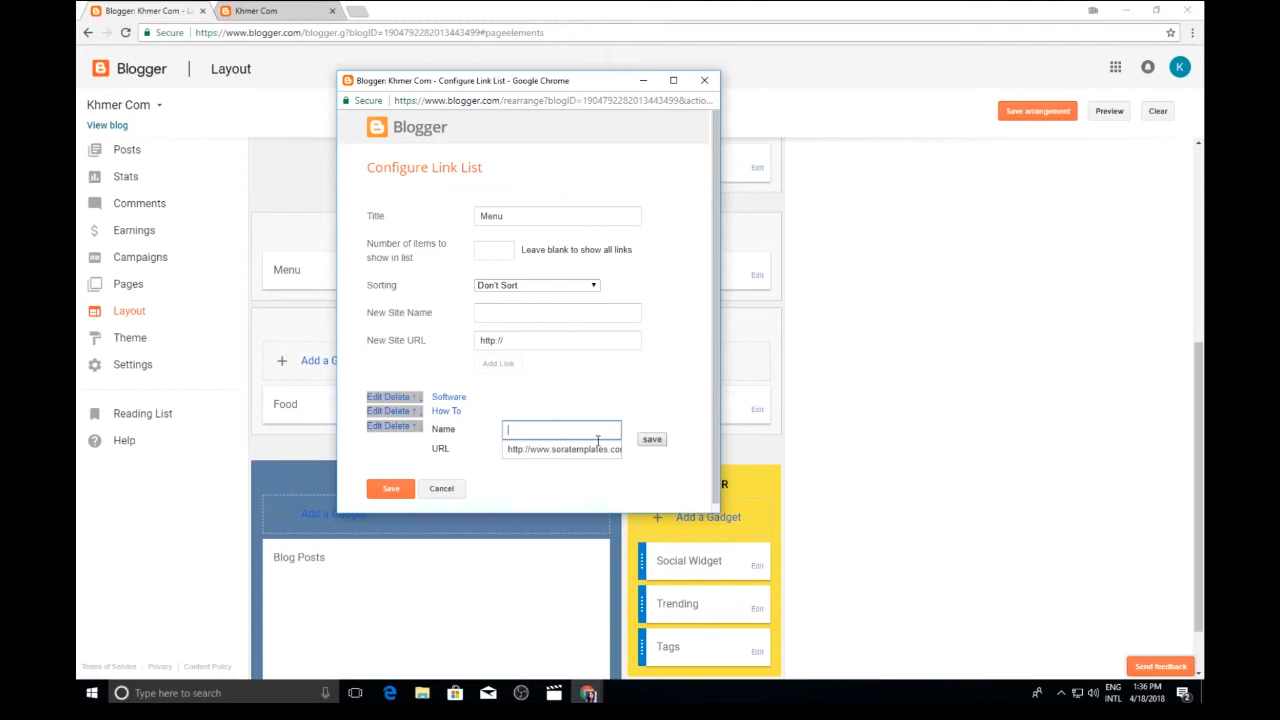 Blogger: Khmer Com - L
Khmer Com
Secure
https://www.blogger.com/blogger.g?blogID=1904792282013443499#pageelements
Blogger
Layout
K
Khmer Com
View blog
Save arrangement
Preview
Clear
Posts
Stats
Comments
Earnings
Campaigns
Pages
Layout
Theme
Settings
Reading List
Help
Terms of Service
Privacy
Content Policy
Edit
Menu
Edit
Add a
Food
Edit
Add a Gadget
Blog Posts
R
Add a Gadget
Social Widget
Edit
Trending
Edit
Tags
Edit
Send feedback
Blogger: Khmer Com - Configure Link List - Google Chrome
Secure
https://www.blogger.com/rearrange?blogID=1904792282013443499&actio...
Blogger
Configure Link List
Title
Menu
Number of items to
show in list
Leave blank to show all links
Sorting
Don't Sort
New Site Name
New Site URL
http://
Add Link
Edit Delete ↑ ↓
Software
Edit Delete ↑ ↓
How To
Edit Delete ↑ ↓
Name
URL
http://www.soratemplates.co
save
Save
Cancel
Type here to search
ENG
INTL
1:36 PM
4/18/2018
2